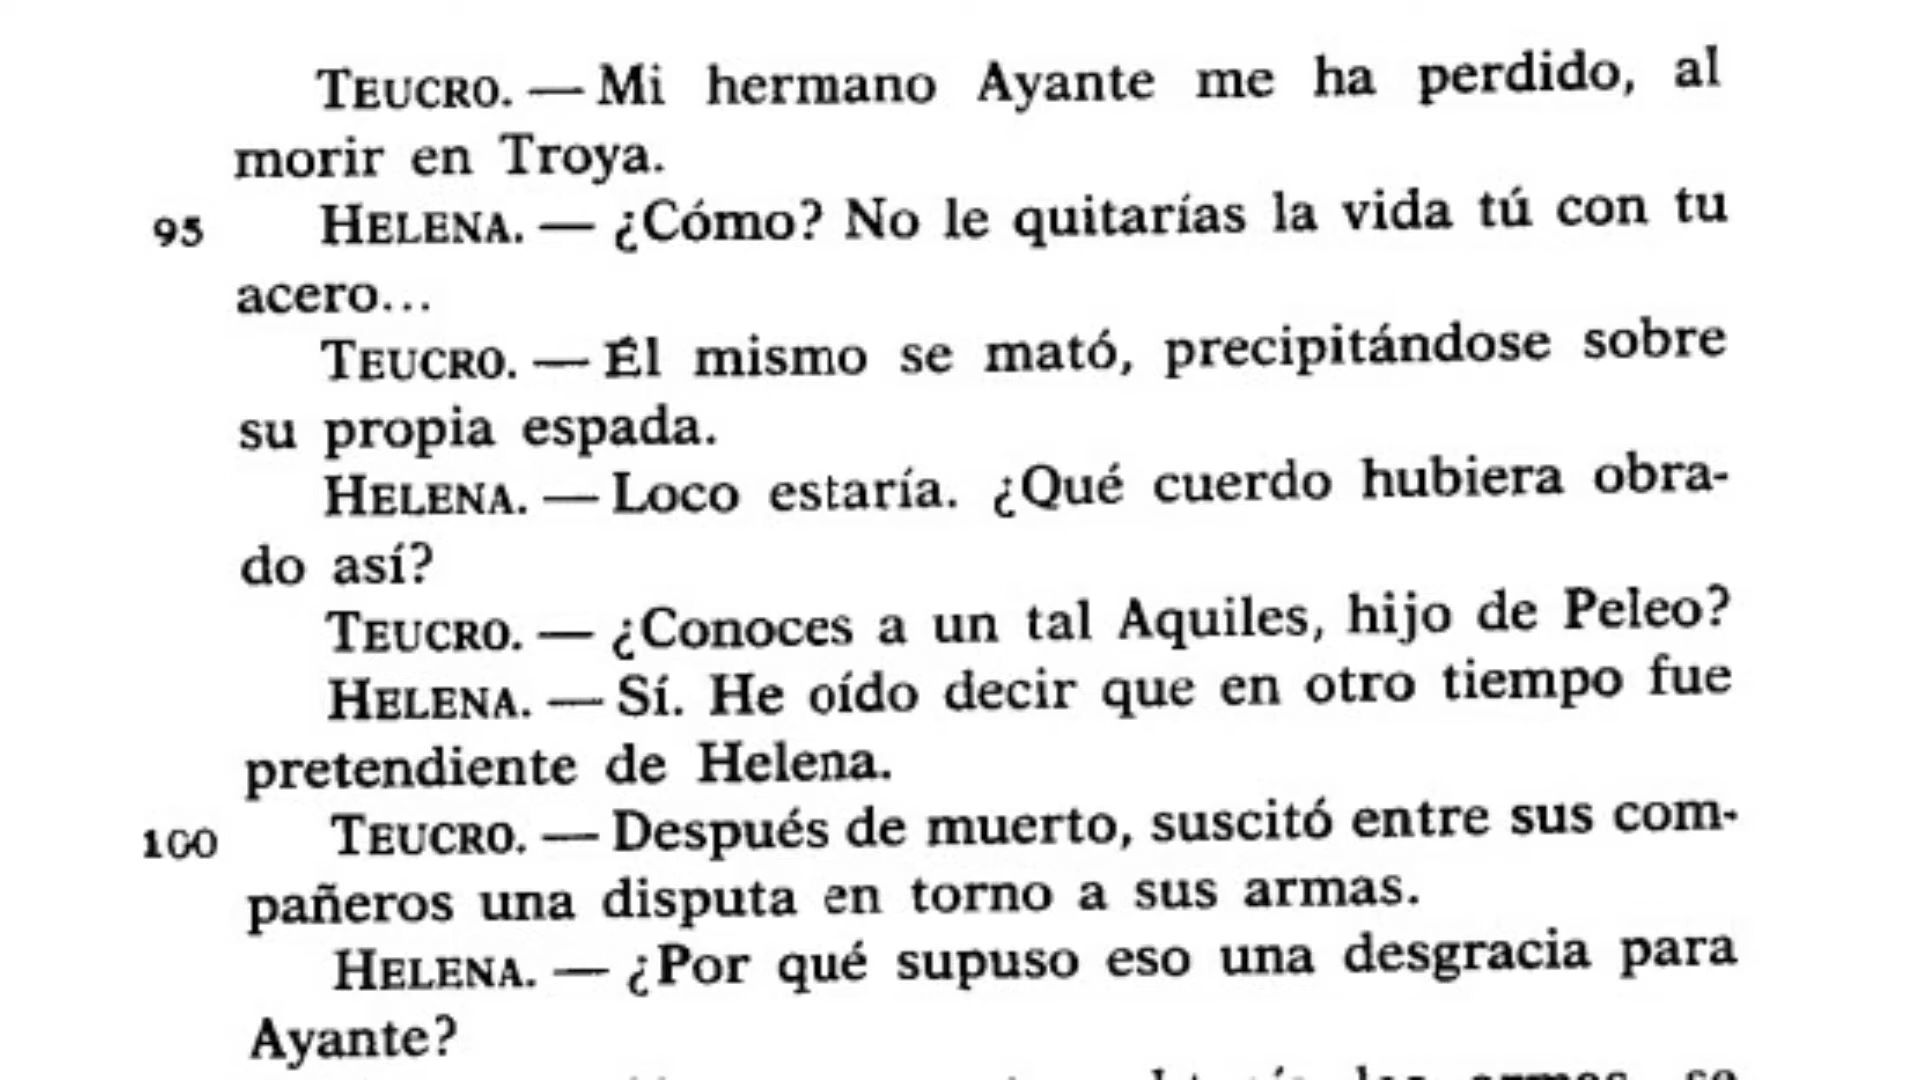 TEUCRO. — Mi hermano Ayante me ha perdido, al
morir en Troya.
95 HELENA. — ¿Cómo? No le quitarías la vida tú con tu
acero...
TEUCRO. — Él mismo se mató, precipitándose sobre
su propia espada.
HELENA. — Loco estaría. ¿Qué cuerdo hubiera obra-
do así?
TEUCRO. — ¿Conoces a un tal Aquiles, hijo de Peleo?
HELENA. — Sí. He oído decir que en otro tiempo fue
pretendiente de Helena.
100 TEUCRO. — Después de muerto, suscitó entre sus com-
pañeros una disputa en torno a sus armas.
HELENA. — ¿Por qué supuso eso una desgracia para
Ayante?